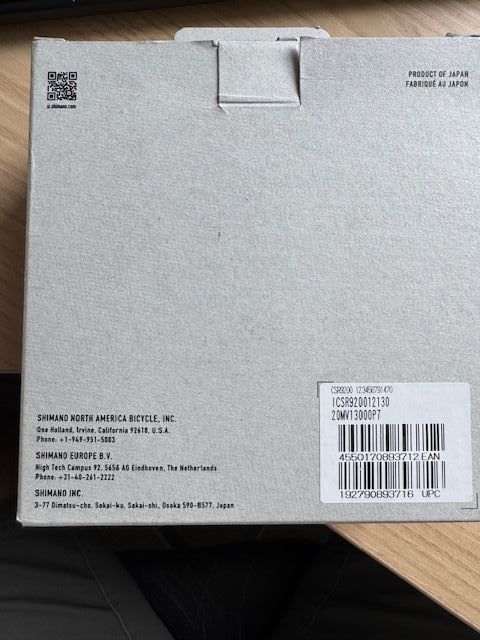 PRODUCT OF JAPAN
FABRIQUÉ AU JAPON
si.shimano.com
SHIMANO NORTH AMERICA BICYCLE, INC.
One Holland, Irvine, California 92618, U.S.A.
Phone: +1-949-951-5003
SHIMANO EUROPE B.V.
High Tech Campus 92, 5656 AG Eindhoven, The Netherlands
Phone: +31-40-261-2222
SHIMANO INC.
3-77 Oimatsu-cho, Sakai-ku, Sakai-shi, Osaka 590-8577, Japan
CSR9200 123456791470
ICSR920012130
20MV13000P7
4550170893712 EAN
192790893716 UPC